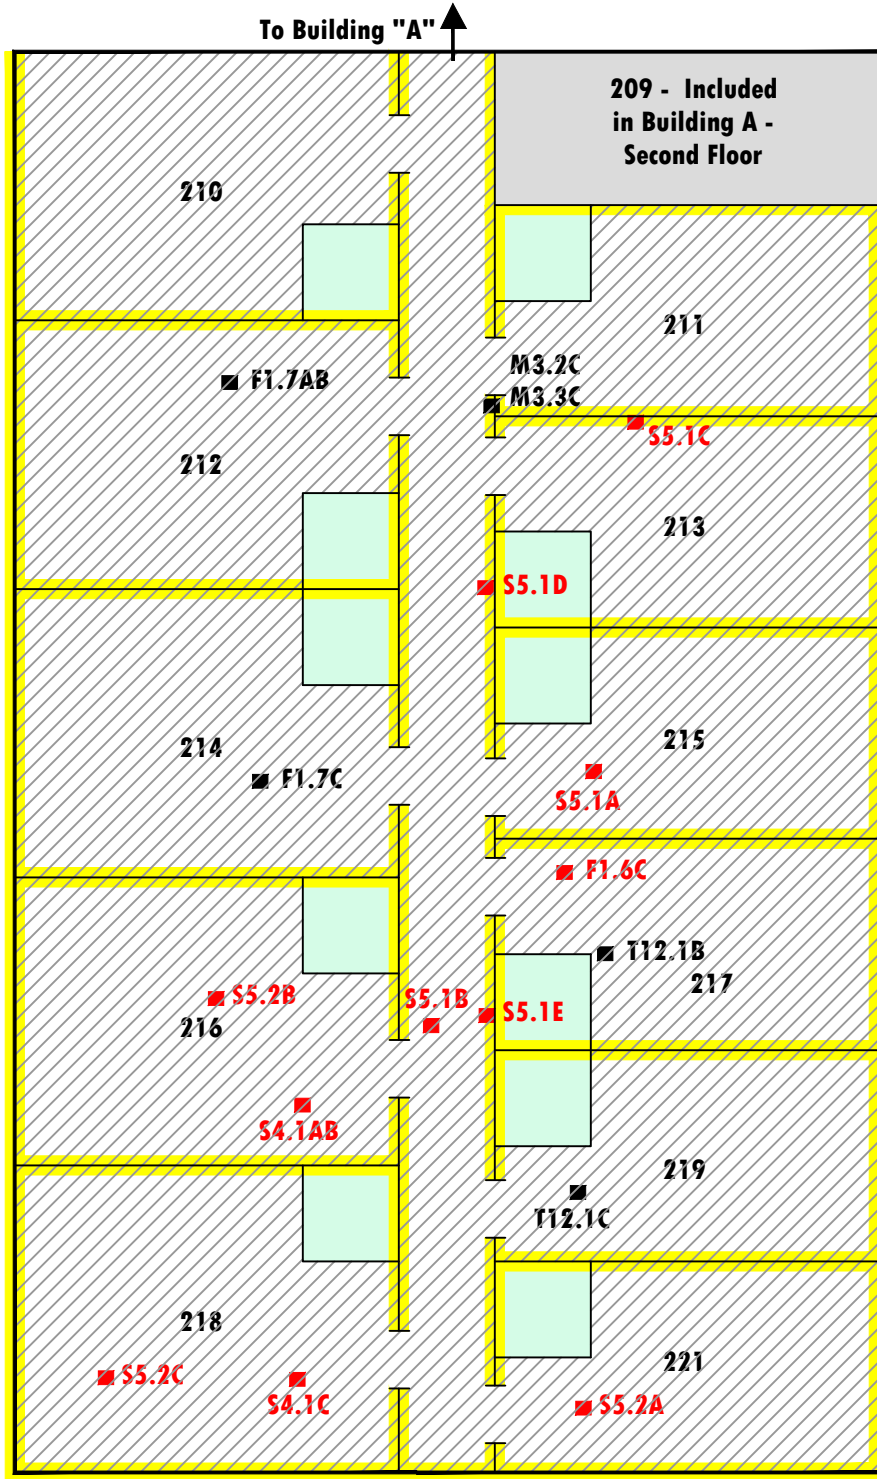 To Building "A"
209 - Included
in Building A -
Second Floor
210
211
M3.2C
M3.3C
F1.7AB
S5.1C
212
213
S5.1D
214
215
F1.7C
S5.1A
F1.6C
T12.1B
217
S5.2B
S5.1B
S5.1E
216
S4.1AB
219
T12.1C
218
221
S5.2C
S4.1C
S5.2A